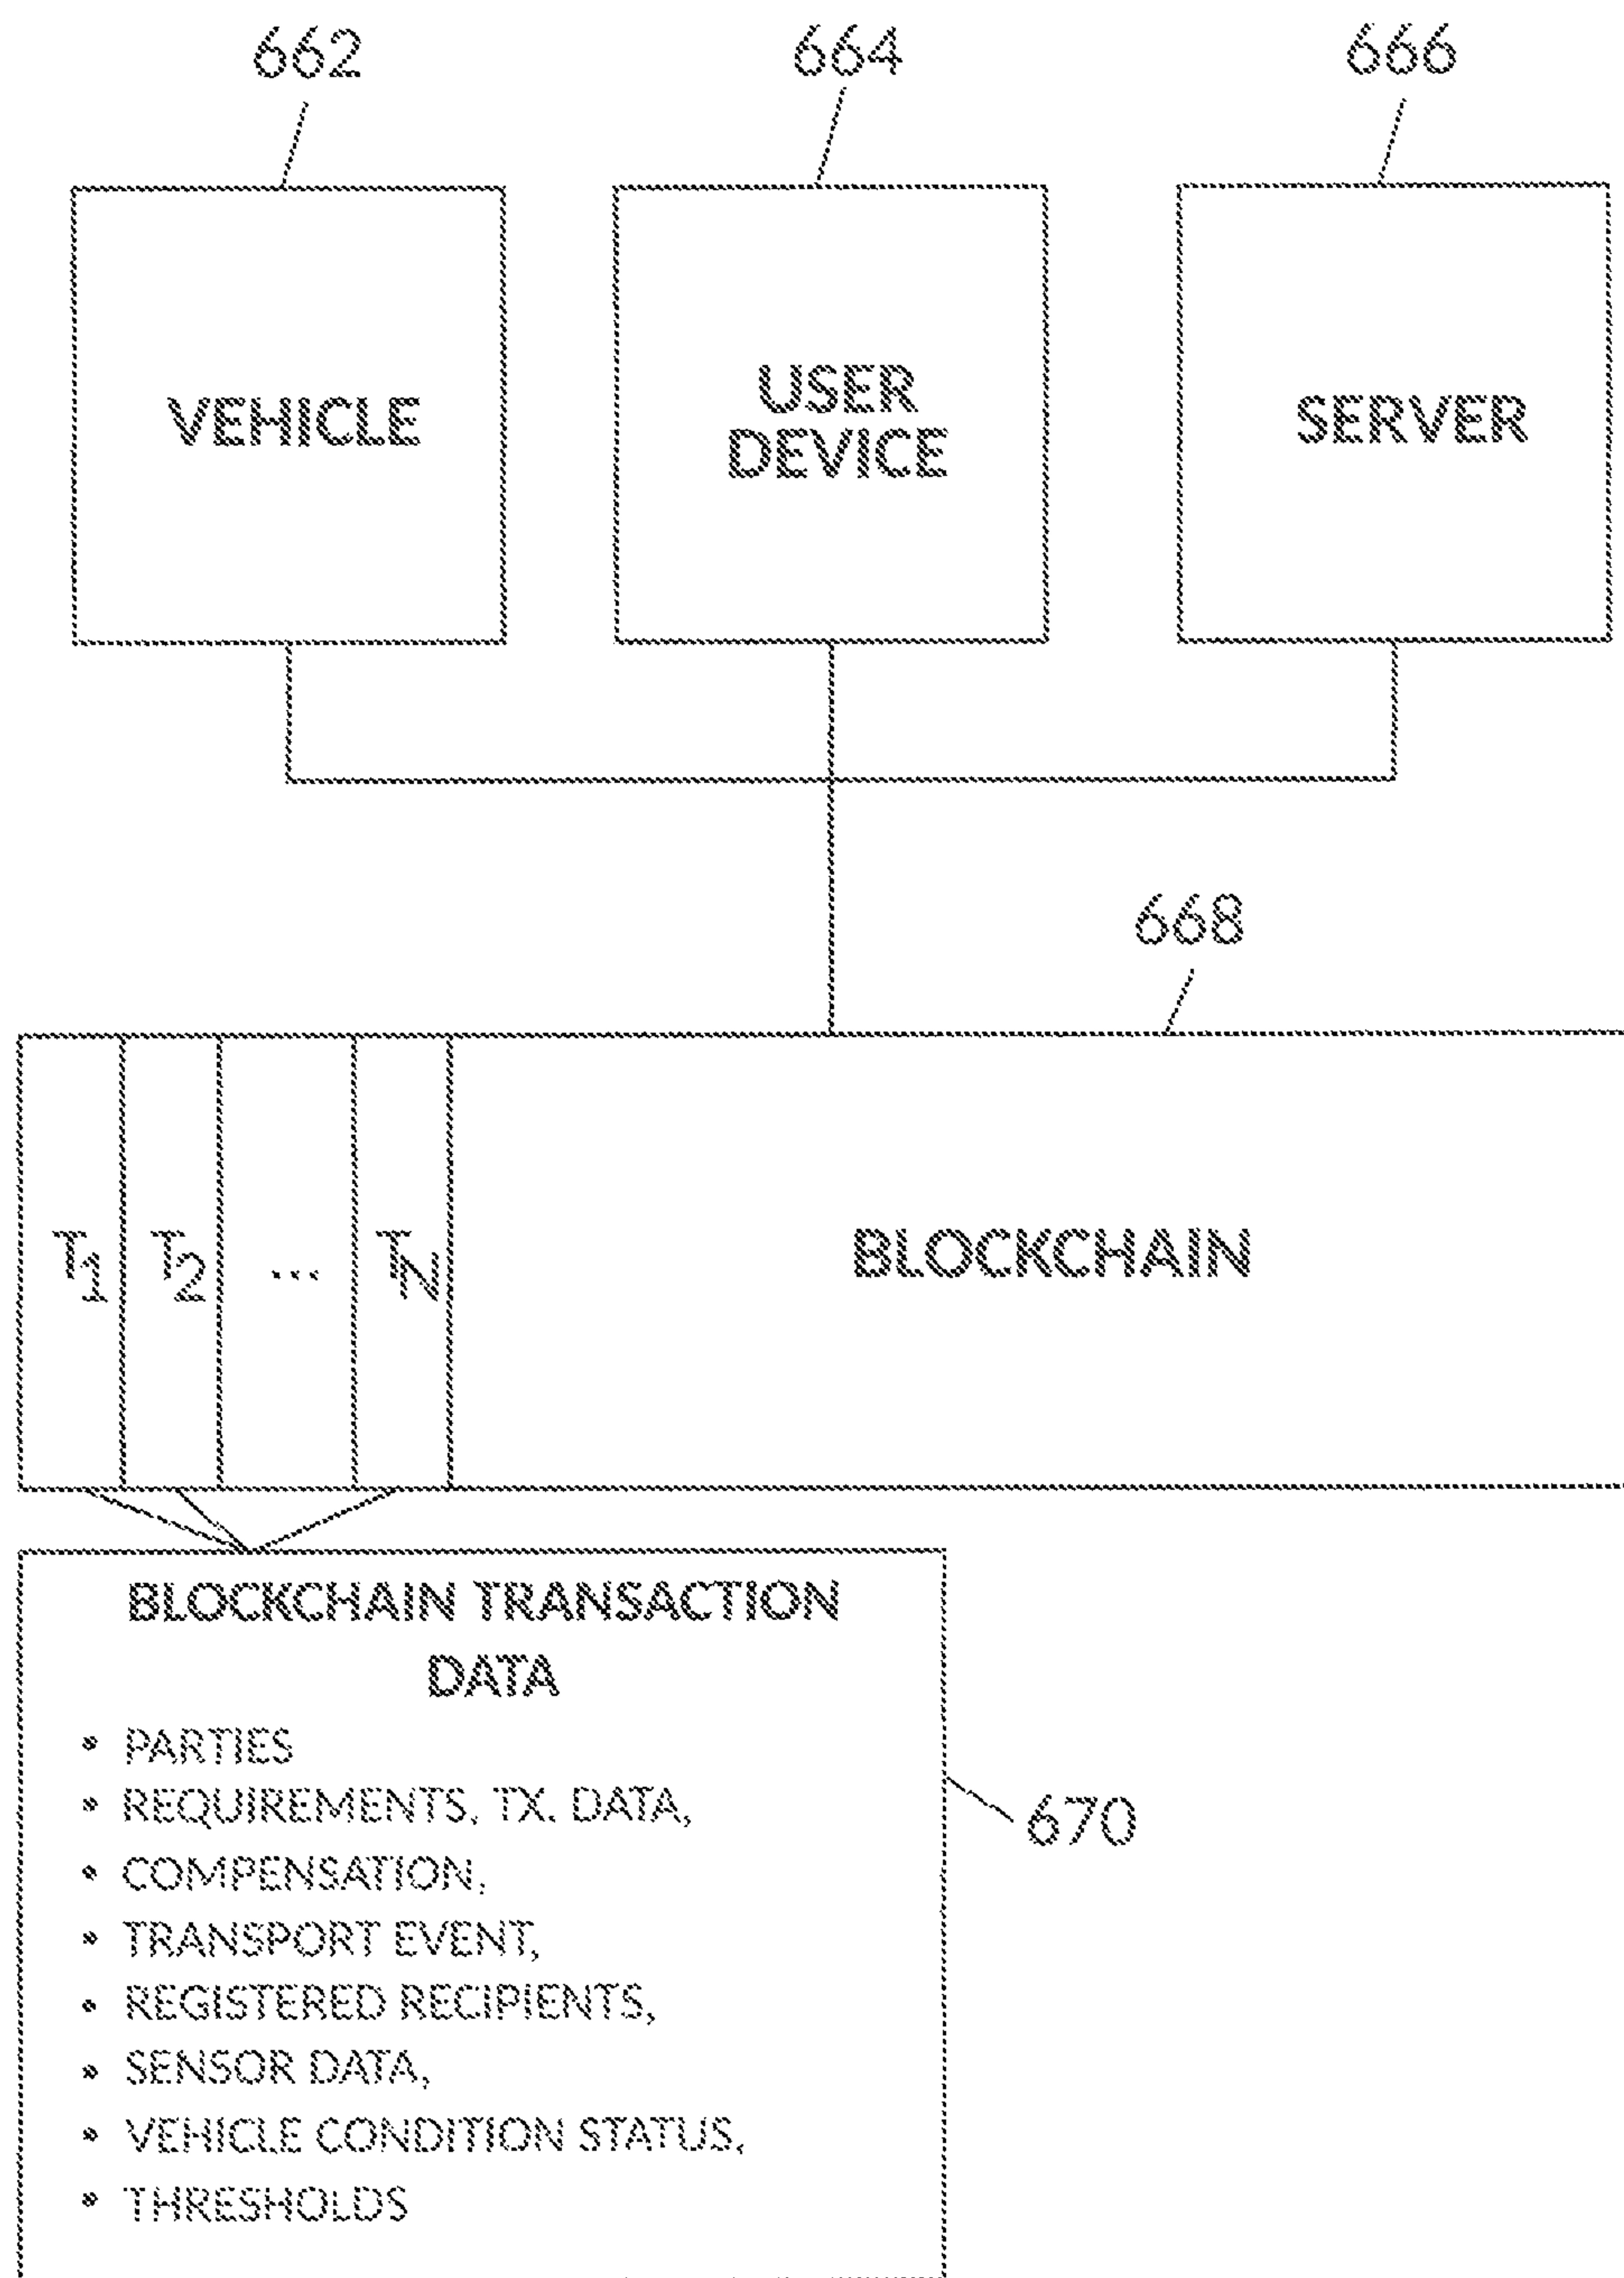 662 664 666
VEHICLE
USER
DEVICE
SERVER
668
T1 T2 ... TN
BLOCKCHAIN
BLOCKCHAIN TRANSACTION
DATA
• PARTIES
• REQUIREMENTS, TX. DATA,
• COMPENSATION,
• TRANSPORT EVENT,
• REGISTERED RECIPIENTS,
• SENSOR DATA,
• VEHICLE CONDITION STATUS,
• THRESHOLDS
670